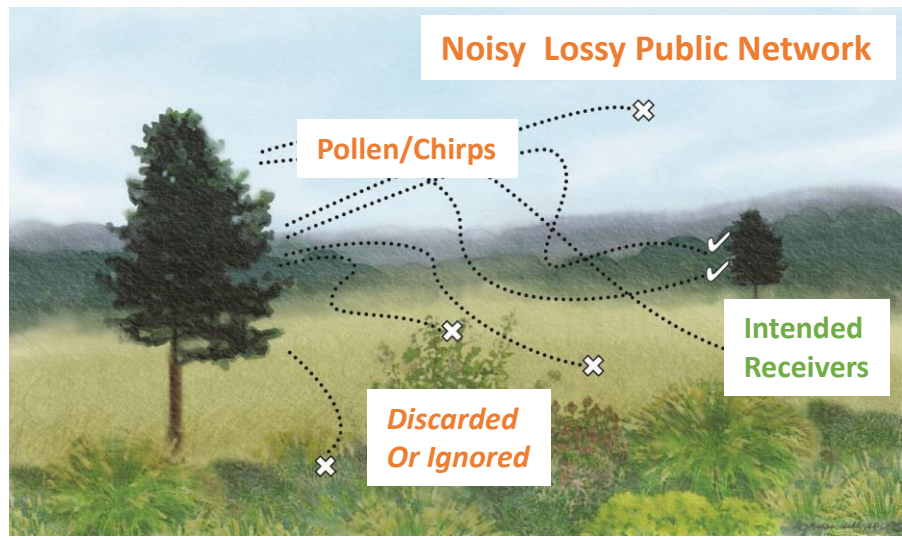 Noisy Lossy Public Network
Pollen/Chirps
Intended
Receivers
Discarded
Or Ignored